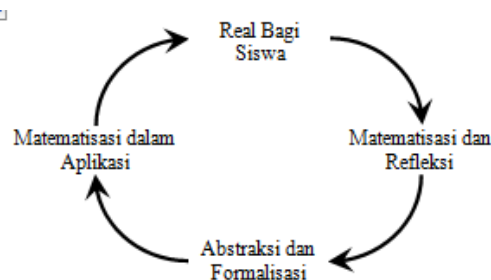 Real Bagi
Siswa
Matematisasi dalam
Aplikasi
Matematisasi dan
Refleksi
Abstraksi dan
Formalisasi